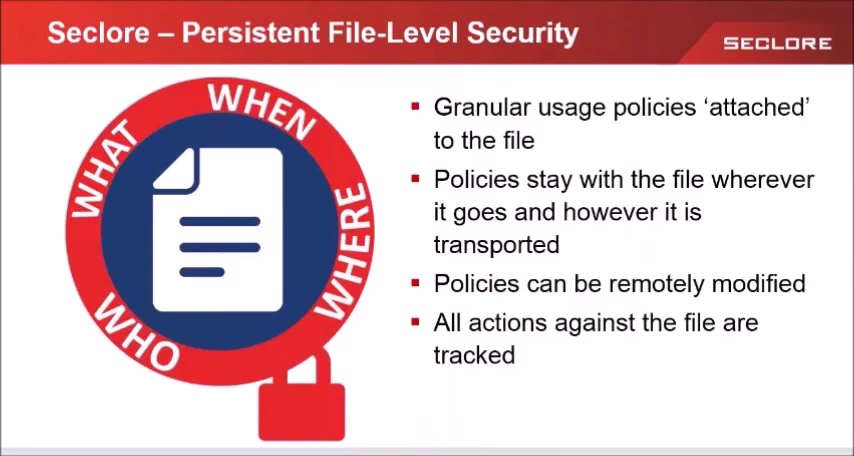 Seclore – Persistent File-Level Security
SECLORE
WHAT
WHEN
WHERE
WHO
Granular usage policies ‘attached’
to the file
Policies stay with the file wherever
it goes and however it is
transported
Policies can be remotely modified
All actions against the file are
tracked